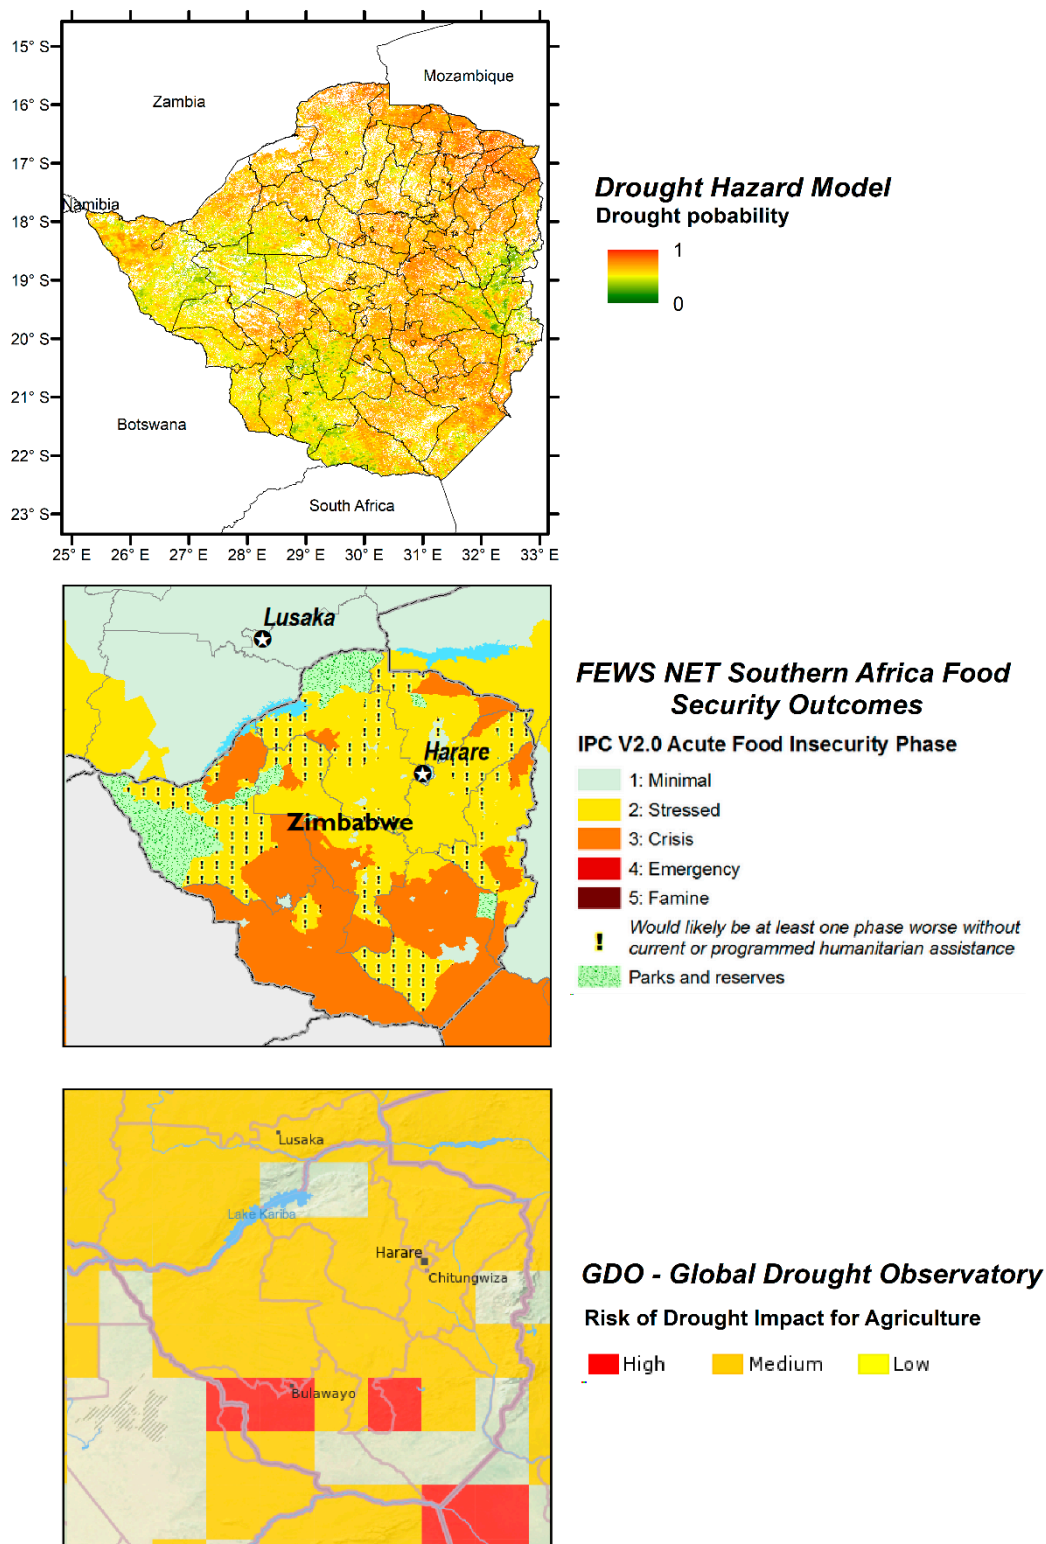 15° S
16° S
17° S
18° S
19° S
20° S
21° S
22° S
23° S
25° E 26° E 27° E 28° E 29° E 30° E 31° E 32° E 33° E
Mozambique
Zambia
Namibia
Botswana
South Africa
Drought Hazard Model
Drought pobability
1
0
Lusaka
Harare
Zimbabwe
FEWS NET Southern Africa Food
Security Outcomes
IPC V2.0 Acute Food Insecurity Phase
1: Minimal
2: Stressed
3: Crisis
4: Emergency
5: Famine
! Would likely be at least one phase worse without
current or programmed humanitarian assistance
Parks and reserves
Lusaka
Lake Kariba
Harare
Chitungwiza
Bulawayo
GDO - Global Drought Observatory
Risk of Drought Impact for Agriculture
High Medium Low